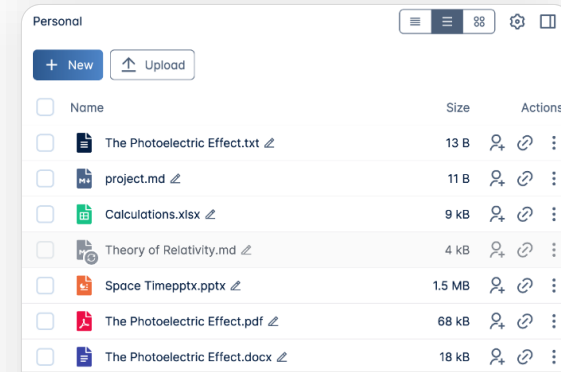 Personal
+ New Upload
Name Size Actions
The Photoelectric Effect.txt 13 B
project.md 11 B
Calculations.xlsx 9 kB
Theory of Relativity.md 4 kB
Space Timepptx.pptx 1.5 MB
The Photoelectric Effect.pdf 68 kB
The Photoelectric Effect.docx 18 kB